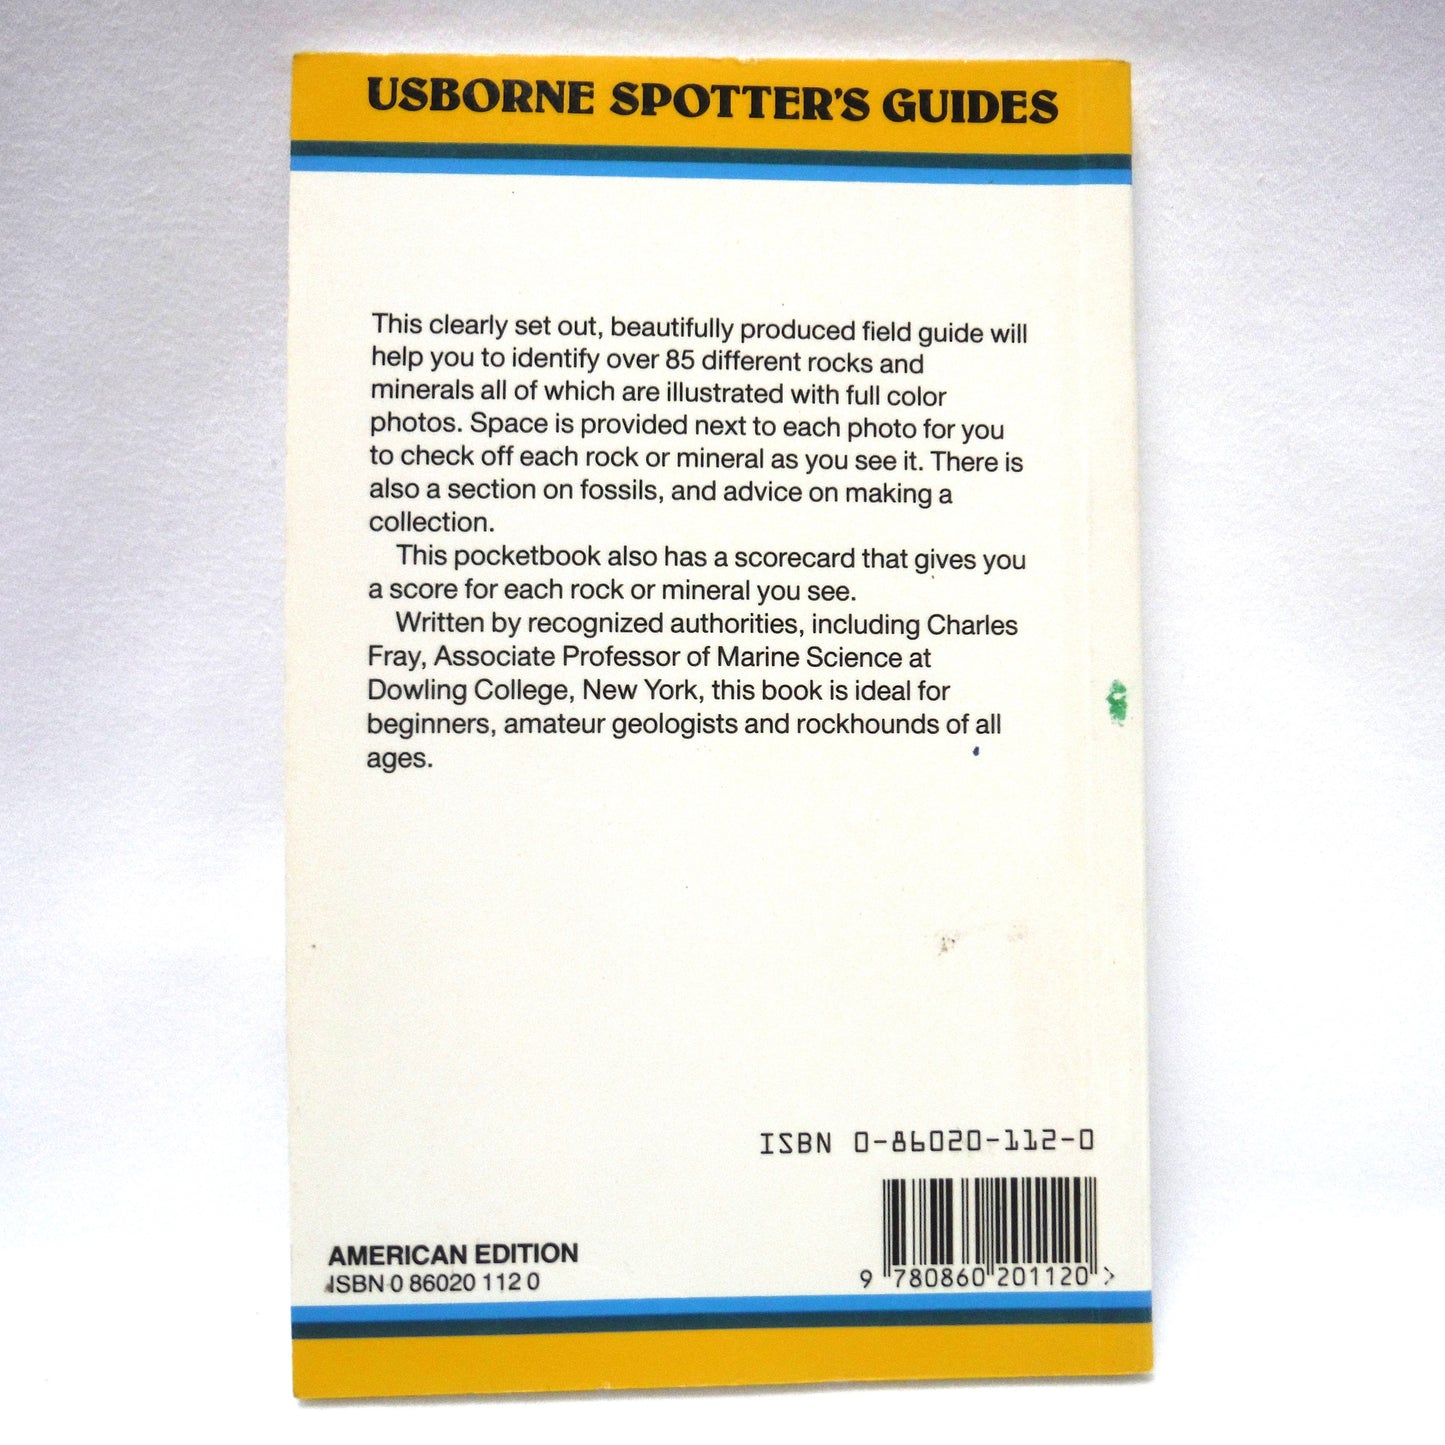 USBORNE SPOTTER'S GUIDES
This clearly set out, beautifully produced field guide will
help you to identify over 85 different rocks and
minerals all of which are illustrated with full color
photos. Space is provided next to each photo for you
to check off each rock or mineral as you see it. There is
also a section on fossils, and advice on making a
collection.
This pocketbook also has a scorecard that gives you
a score for each rock or mineral you see.
Written by recognized authorities, including Charles
Fray, Associate Professor of Marine Science at
Dowling College, New York, this book is ideal for
beginners, amateur geologists and rockhounds of all
ages.
ISBN 0-86020-112-0
9 780860 201120 >
AMERICAN EDITION
ISBN 0 86020 112 0